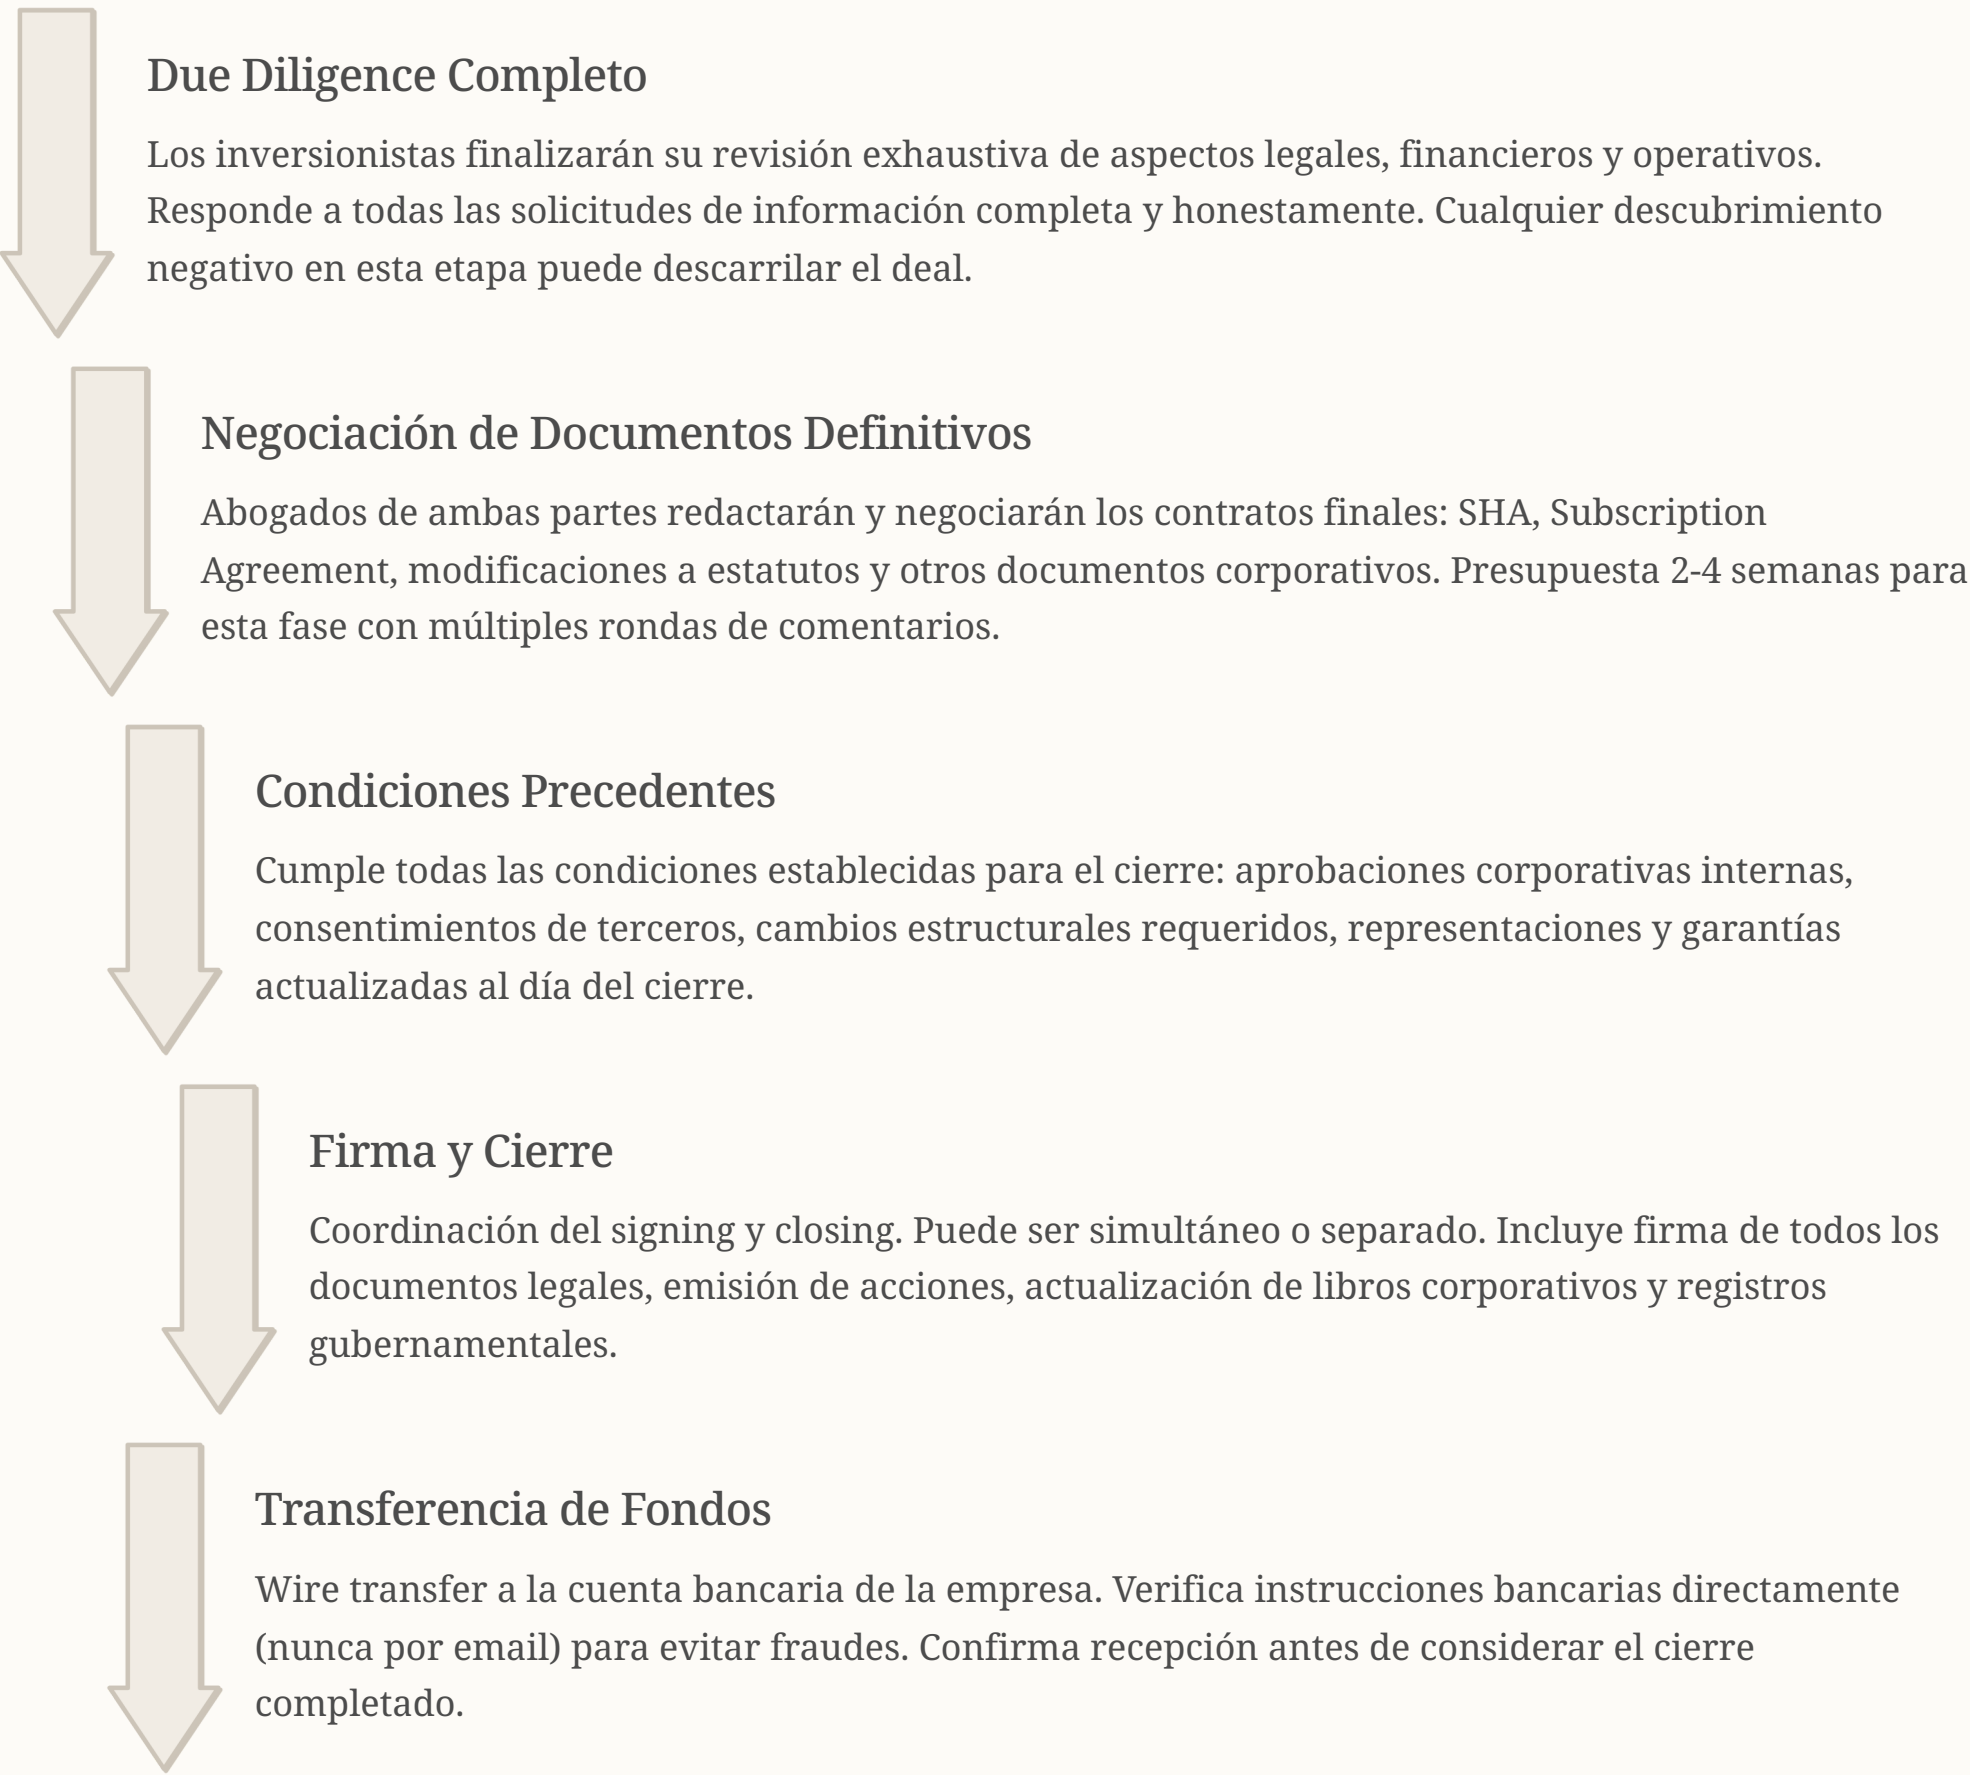 Due Diligence Completo
Los inversionistas finalizarán su revisión exhaustiva de aspectos legales, financieros y operativos.
Responde a todas las solicitudes de información completa y honestamente. Cualquier descubrimiento
negativo en esta etapa puede descarrilar el deal.
Negociación de Documentos Definitivos
Abogados de ambas partes redactarán y negociarán los contratos finales: SHA, Subscription
Agreement, modificaciones a estatutos y otros documentos corporativos. Presupuesta 2-4 semanas para
esta fase con múltiples rondas de comentarios.
Condiciones Precedentes
Cumple todas las condiciones establecidas para el cierre: aprobaciones corporativas internas,
consentimientos de terceros, cambios estructurales requeridos, representaciones y garantías
actualizadas al día del cierre.
Firma y Cierre
Coordinación del signing y closing. Puede ser simultáneo o separado. Incluye firma de todos los
documentos legales, emisión de acciones, actualización de libros corporativos y registros
gubernamentales.
Transferencia de Fondos
Wire transfer a la cuenta bancaria de la empresa. Verifica instrucciones bancarias directamente
(nunca por email) para evitar fraudes. Confirma recepción antes de considerar el cierre
completado.